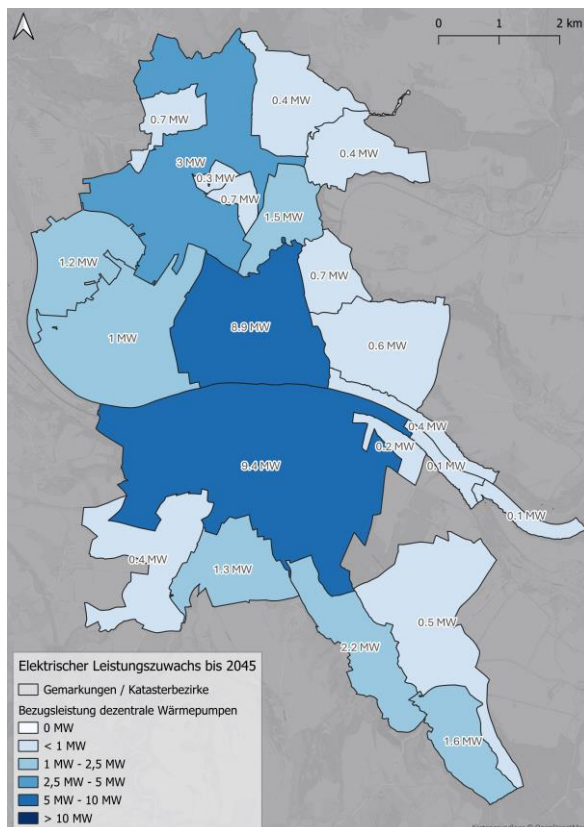 0 1 2 km
0.4 MW
0.7 MW
0.4 MW
3 MW
0.3 MW
0.7 MW
1.5 MW
1.2 MW
0.7 MW
1 MW
8.9 MW
0.6 MW
0.4 MW
0.2 MW
9.4 MW
0.1 MW
0.1 MW
0.4 MW
1.3 MW
0.5 MW
2.2 MW
1.6 MW
Elektrischer Leistungszuwachs bis 2045
Gemarkungen / Katasterbezirke
Bezugsleistung dezentrale Wärmepumpen
0 MW
< 1 MW
1 MW - 2,5 MW
2,5 MW - 5 MW
5 MW - 10 MW
> 10 MW